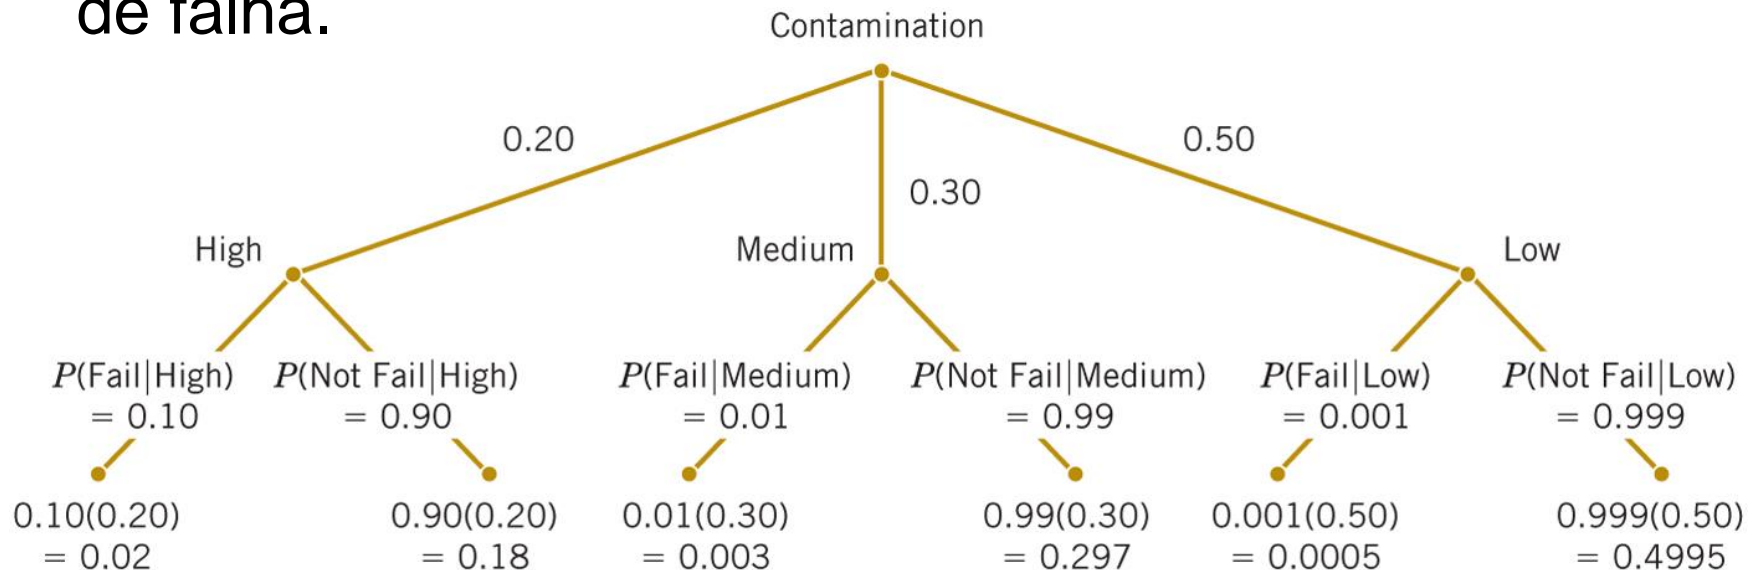 de falha.
Contamination
0.20
0.50
0.30
High
Medium
Low
P(Fail|High)
= 0.10
P(Not Fail|High)
= 0.90
P(Fail|Medium)
= 0.01
P(Not Fail|Medium)
= 0.99
P(Fail|Low)
= 0.001
P(Not Fail|Low)
= 0.999
0.10(0.20)
= 0.02
0.90(0.20)
= 0.18
0.01(0.30)
= 0.003
0.99(0.30)
= 0.297
0.001(0.50)
= 0.0005
0.999(0.50)
= 0.4995